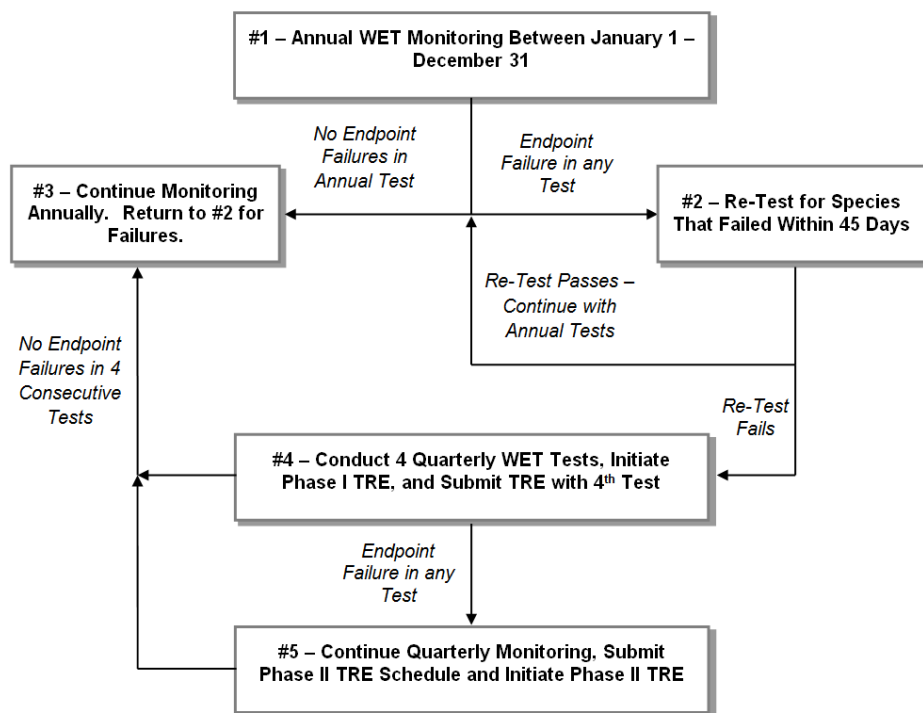 #1 – Annual WET Monitoring Between January 1 –
December 31
No Endpoint
Failures in
Annual Test
Endpoint
Failure in any
Test
#3 – Continue Monitoring
Annually.  Return to #2 for
Failures.
#2 – Re-Test for Species
That Failed Within 45 Days
Re-Test Passes –
Continue with
Annual Tests
No Endpoint
Failures in 4
Consecutive
Tests
Re-Test
Fails
#4 – Conduct 4 Quarterly WET Tests, Initiate
Phase I TRE, and Submit TRE with 4th Test
Endpoint
Failure in any
Test
#5 – Continue Quarterly Monitoring, Submit
Phase II TRE Schedule and Initiate Phase II TRE